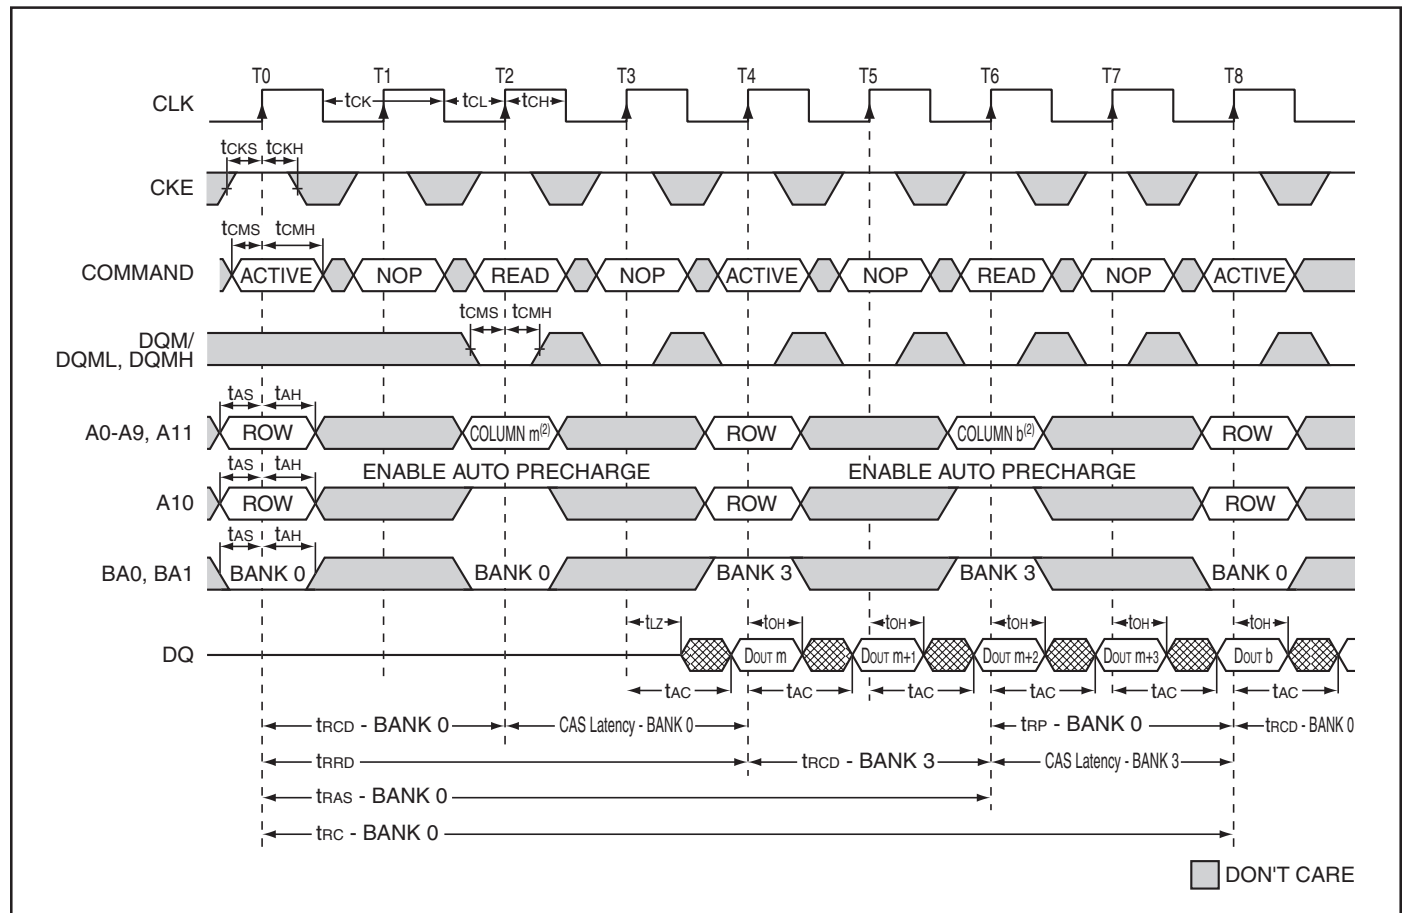 T0 T1 T2 T3 T4 T5 T6 T7 T8
CLK tCK tCL tCH
tCKS tCKH
CKE
tCMS tCMH
COMMAND ACTIVE NOP READ NOP ACTIVE NOP READ NOP ACTIVE
tCMS tCMH
DQM/
DQML, DQMH
tAS tAH
A0-A9, A11 ROW COLUMN m(2) ROW COLUMN b(2) ROW
tAS tAH ENABLE AUTO PRECHARGE ENABLE AUTO PRECHARGE
A10 ROW ROW ROW
tAS tAH
BA0, BA1 BANK 0 BANK 0 BANK 3 BANK 3 BANK 0
tLZ tOH tOH tOH tOH tOH
DQ DOUT m DOUT m+1 DOUT m+2 DOUT m+3 DOUT b
tAC tAC tAC tAC tAC tAC
tRCD - BANK 0 CAS Latency - BANK 0 tRP - BANK 0 tRCD - BANK 0
tRRD tRCD - BANK 3 CAS Latency - BANK 3
tRAS - BANK 0
tRC - BANK 0
DON'T CARE